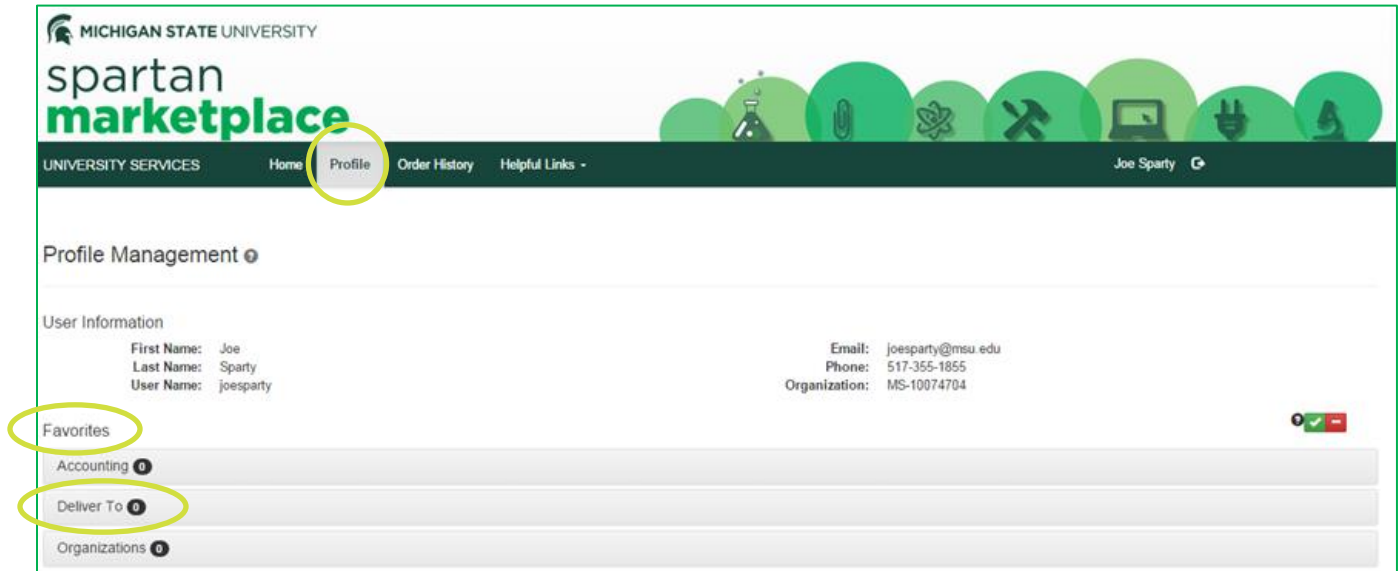 MICHIGAN STATE UNIVERSITY
spartan
marketplace
UNIVERSITY SERVICES Home Profile Order History Helpful Links Joe Sparty
Profile Management ?
User Information
First Name: Joe Email: joesparty@msu.edu
Last Name: Sparty Phone: 517-355-1855
User Name: joesparty Organization: MS-10074704
Favorites ?
Accounting 0
Deliver To 0
Organizations 0